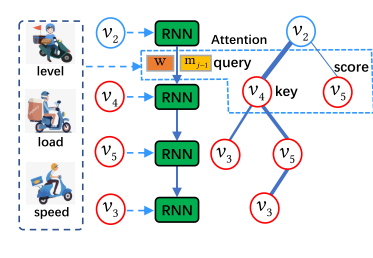 level
load
speed
v₂
v₄
v₅
v₃
RNN
RNN
RNN
RNN
w
m_{j-1}
query
Attention
score
key
v₂
v₄
v₅
v₃
v₅
v₃